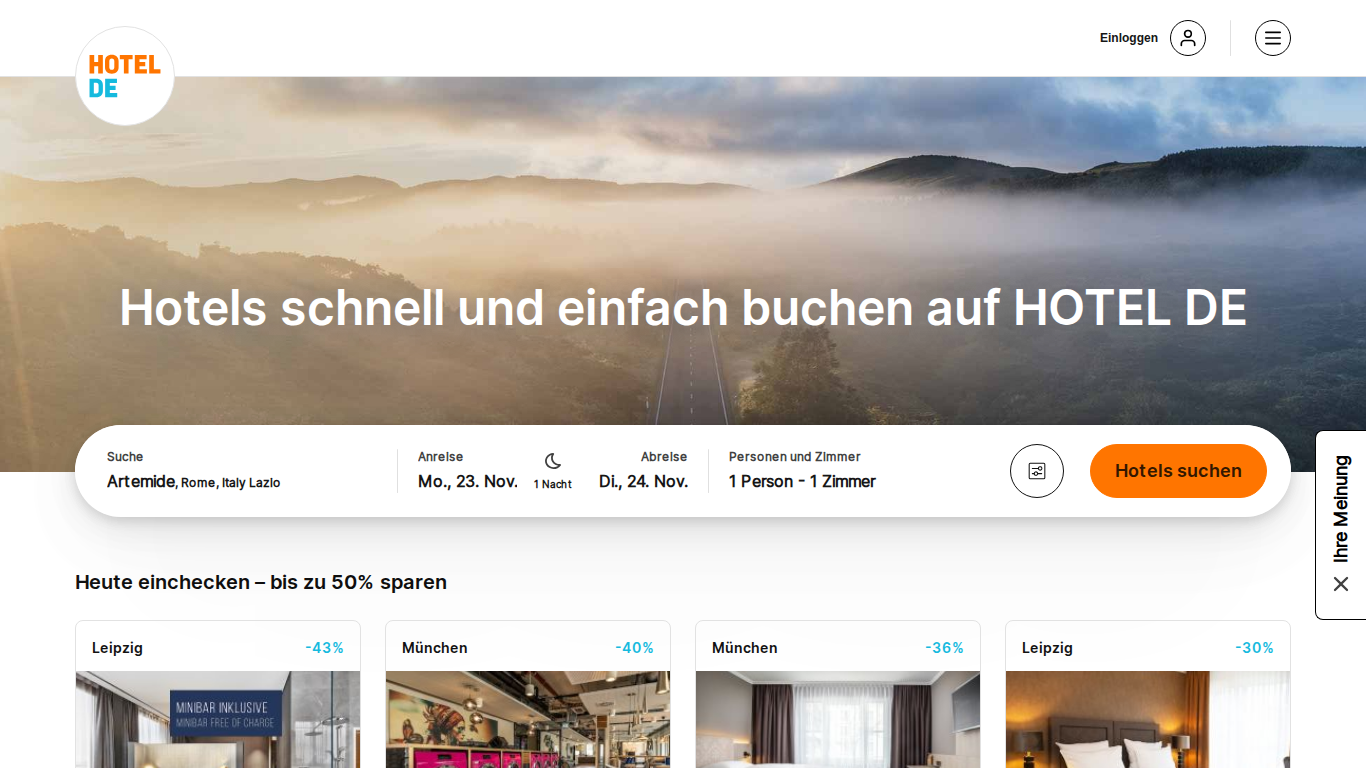 Einloggen
HOTEL
DE
Hotels schnell und einfach buchen auf HOTEL DE
Suche
Artemide, Rome, Italy Lazio
Anreise
Mo., 23. Nov.
1 Nacht
Abreise
Di., 24. Nov.
Personen und Zimmer
1 Person - 1 Zimmer
Hotels suchen
Ihre Meinung
Heute einchecken – bis zu 50% sparen
Leipzig -43%
München -40%
München -36%
Leipzig -30%
MINIBAR INKLUSIVE
MINIBAR FREE OF CHARGE